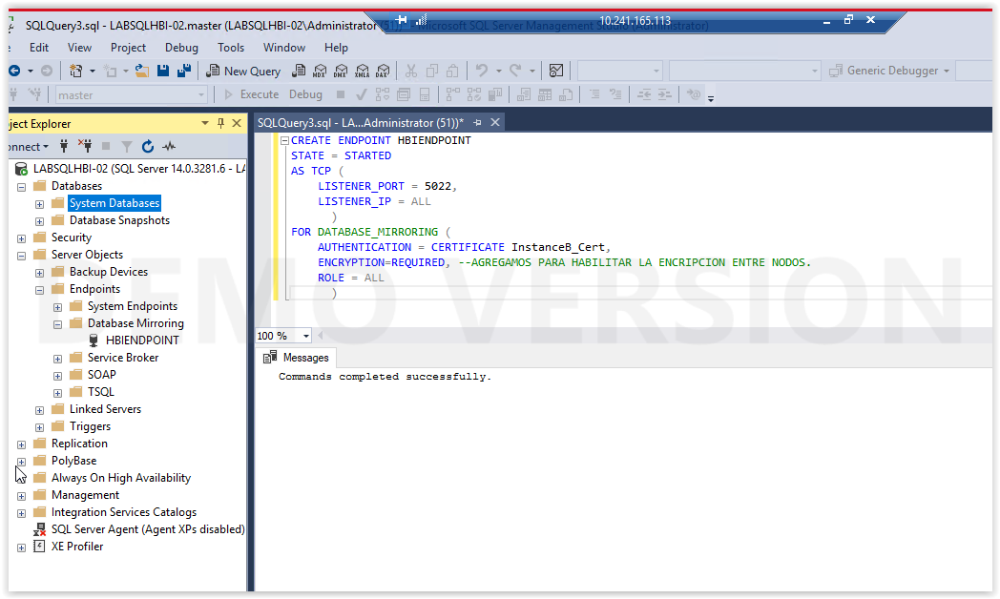 SQLQuery3.sql - LABSQLHBI-02.master (LABSQLHBI-02\Administrator (51))* - Microsoft SQL Server Management Studio (Administrator)
10.241.165.113
Edit View Project Debug Tools Window Help
New Query MDX DMX XMLA DAX Generic Debugger
master Execute Debug
ject Explorer
SQLQuery3.sql - LA...Administrator (51))*
onnect
LABSQLHBI-02 (SQL Server 14.0.3281.6 - LA
Databases
System Databases
Database Snapshots
Security
Server Objects
Backup Devices
Endpoints
System Endpoints
Database Mirroring
HBIENDPOINT
Service Broker
SOAP
TSQL
Linked Servers
Triggers
Replication
PolyBase
Always On High Availability
Management
Integration Services Catalogs
SQL Server Agent (Agent XPs disabled)
XE Profiler
CREATE ENDPOINT HBIENDPOINT
STATE = STARTED
AS TCP (
LISTENER_PORT = 5022,
LISTENER_IP = ALL
)
FOR DATABASE_MIRRORING (
AUTHENTICATION = CERTIFICATE InstanceB_Cert,
ENCRYPTION=REQUIRED, --AGREGAMOS PARA HABILITAR LA ENCRIPCION ENTRE NODOS.
ROLE = ALL
)
DEMO VERSION
100 %
Messages
Commands completed successfully.